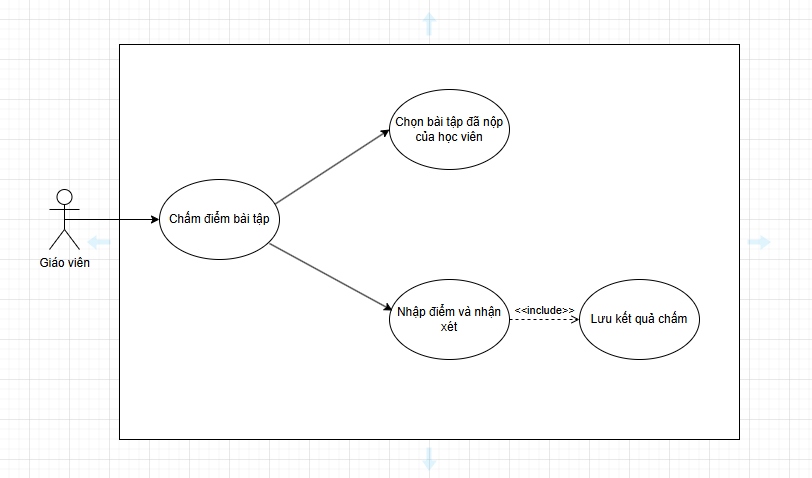 Chọn bài tập đã nộp
của học viên
Chấm điểm bài tập
Giáo viên
Nhập điểm và nhận
xét
<<include>>
Lưu kết quả chấm